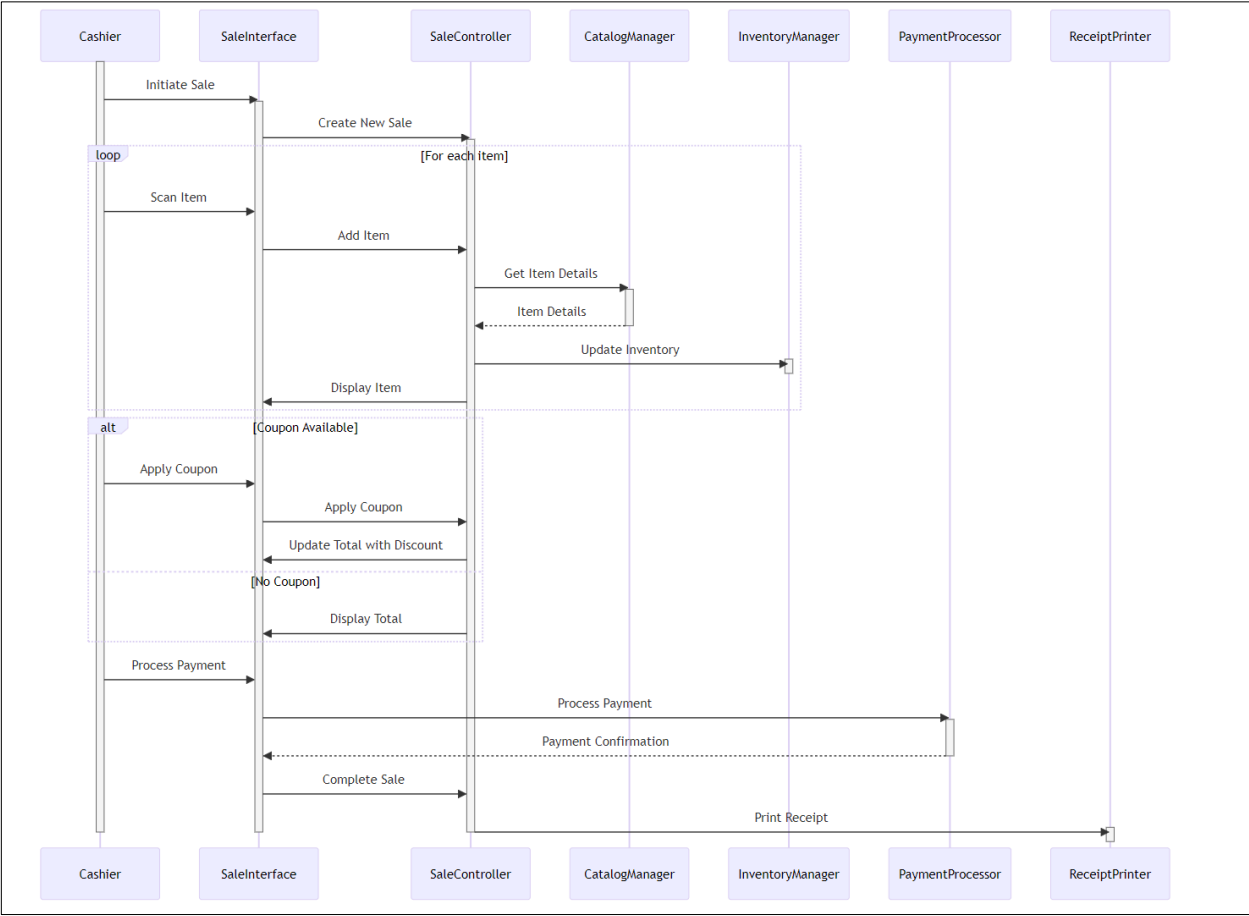 Cashier
SaleInterface
SaleController
CatalogManager
InventoryManager
PaymentProcessor
ReceiptPrinter
Initiate Sale
Create New Sale
loop
[For each item]
Scan Item
Add Item
Get Item Details
Item Details
Update Inventory
Display Item
alt
[Coupon Available]
Apply Coupon
Apply Coupon
Update Total with Discount
[No Coupon]
Display Total
Process Payment
Process Payment
Payment Confirmation
Complete Sale
Print Receipt
Cashier
SaleInterface
SaleController
CatalogManager
InventoryManager
PaymentProcessor
ReceiptPrinter